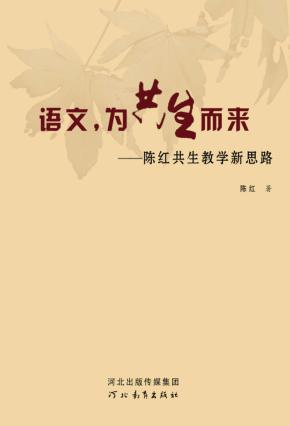 语文，为共生而来
——陈红共生教学新思路
陈红 著
河北出版传媒集团
河北教育出版社